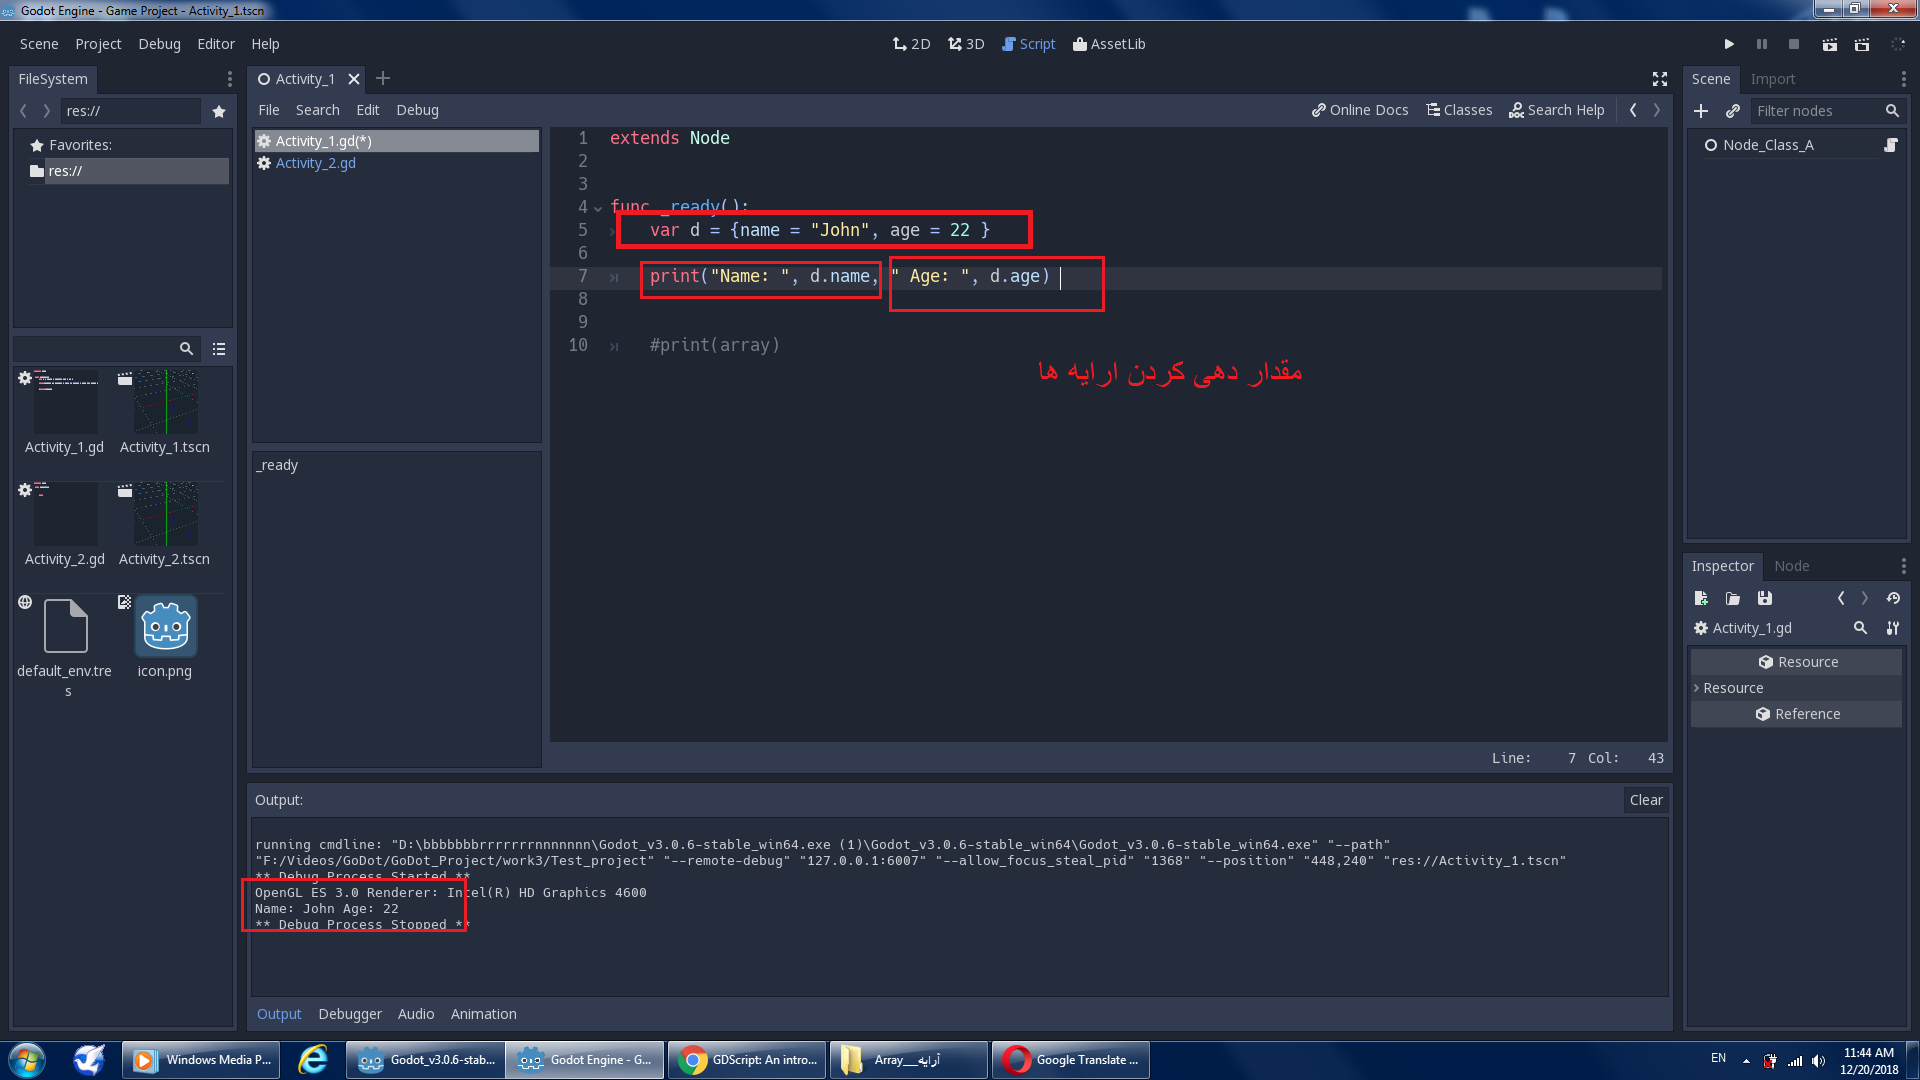 Godot Engine - Game Project - Activity_1.tscn
Scene Project Debug Editor Help
2D 3D Script AssetLib
FileSystem
res://
Favorites:
res://
Activity_1.gd
Activity_1.tscn
Activity_2.gd
Activity_2.tscn
default_env.tres
icon.png
Activity_1
File Search Edit Debug
Online Docs Classes Search Help
Activity_1.gd(*)
Activity_2.gd
_ready
1 extends Node
2
3
4 func _ready():
5 var d = {name = "John", age = 22 }
6
7 print("Name: ", d.name, " Age: ", d.age)
8
9
10 #print(array)
مقدار دهی کردن ارایه ها
Line: 7 Col: 43
Output:
Clear
running cmdline: "D:\bbbbbbbrrrrrrrnnnnnnn\Godot_v3.0.6-stable_win64.exe (1)\Godot_v3.0.6-stable_win64\Godot_v3.0.6-stable_win64.exe" "--path"
"F:/Videos/GoDot/GoDot_Project/work3/Test_project" "--remote-debug" "127.0.0.1:6007" "--allow_focus_steal_pid" "1368" "--position" "448,240" "res://Activity_1.tscn"
** Debug Process Started **
OpenGL ES 3.0 Renderer: Intel(R) HD Graphics 4600
Name: John Age: 22
** Debug Process Stopped **
Output Debugger Audio Animation
Scene Import
Filter nodes
Node_Class_A
Inspector Node
Activity_1.gd
Resource
Resource
Reference
Windows Media P...
Godot_v3.0.6-stab...
Godot Engine - G...
GDScript: An intro...
Array__آرایه
Google Translate ...
EN
11:44 AM
12/20/2018